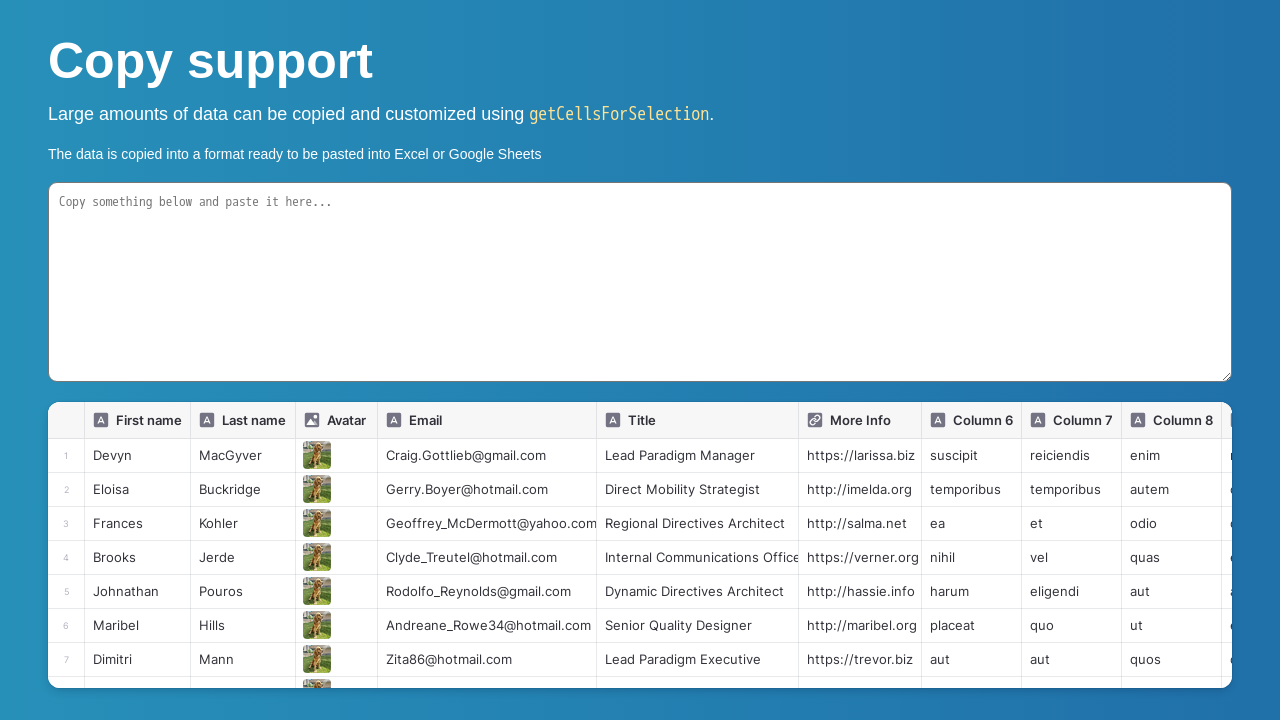 Copy support
Large amounts of data can be copied and customized using getCellsForSelection.
The data is copied into a format ready to be pasted into Excel or Google Sheets
Copy something below and paste it here...
First name Last name Avatar Email Title More Info Column 6 Column 7 Column 8
1 Devyn MacGyver Craig.Gottlieb@gmail.com Lead Paradigm Manager https://larissa.biz suscipit reiciendis enim
2 Eloisa Buckridge Gerry.Boyer@hotmail.com Direct Mobility Strategist http://imelda.org temporibus temporibus autem
3 Frances Kohler Geoffrey_McDermott@yahoo.com Regional Directives Architect http://salma.net ea et odio
4 Brooks Jerde Clyde_Treutel@hotmail.com Internal Communications Office https://verner.org nihil vel quas
5 Johnathan Pouros Rodolfo_Reynolds@gmail.com Dynamic Directives Architect http://hassie.info harum eligendi aut
6 Maribel Hills Andreane_Rowe34@hotmail.com Senior Quality Designer http://maribel.org placeat quo ut
7 Dimitri Mann Zita86@hotmail.com Lead Paradigm Executive https://trevor.biz aut aut quos